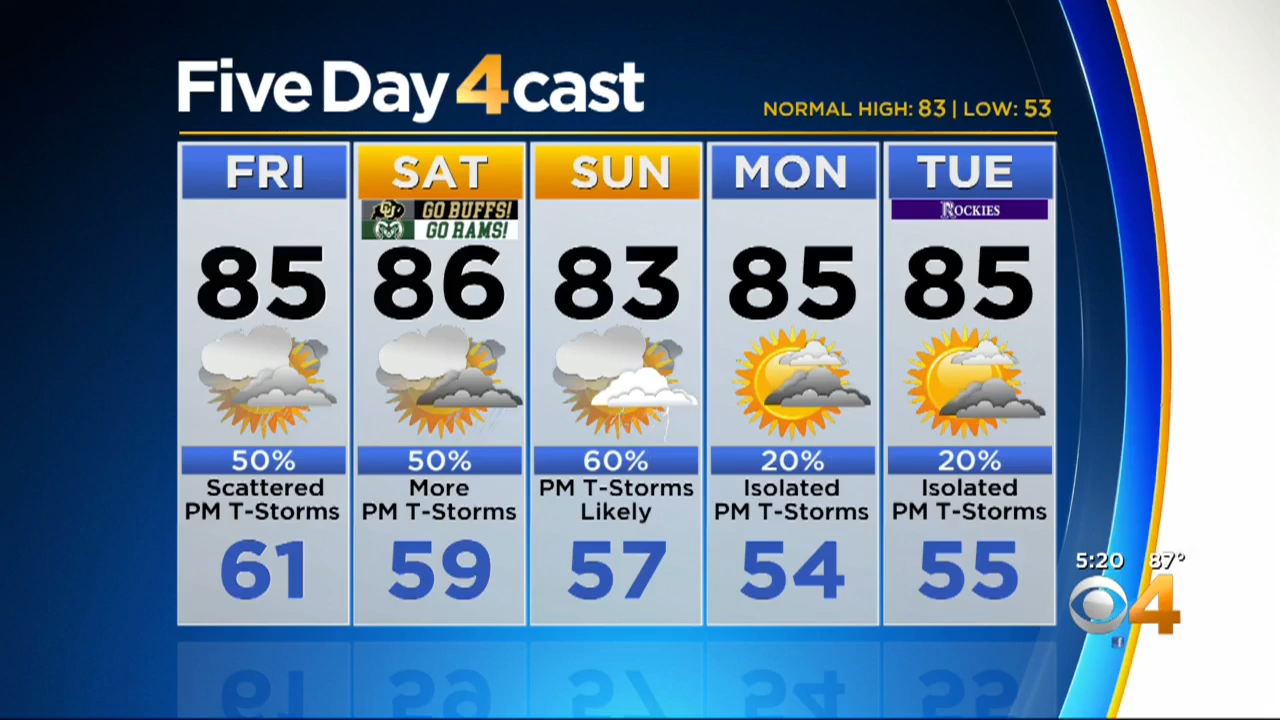 Five Day 4cast
NORMAL HIGH: 83 | LOW: 53
FRI
85
50%
Scattered
PM T-Storms
61
SAT
GO BUFFS!
GO RAMS!
86
50%
More
PM T-Storms
59
SUN
83
60%
PM T-Storms
Likely
57
MON
85
20%
Isolated
PM T-Storms
54
TUE
ROCKIES
85
20%
Isolated
PM T-Storms
55
5:20 87°
4